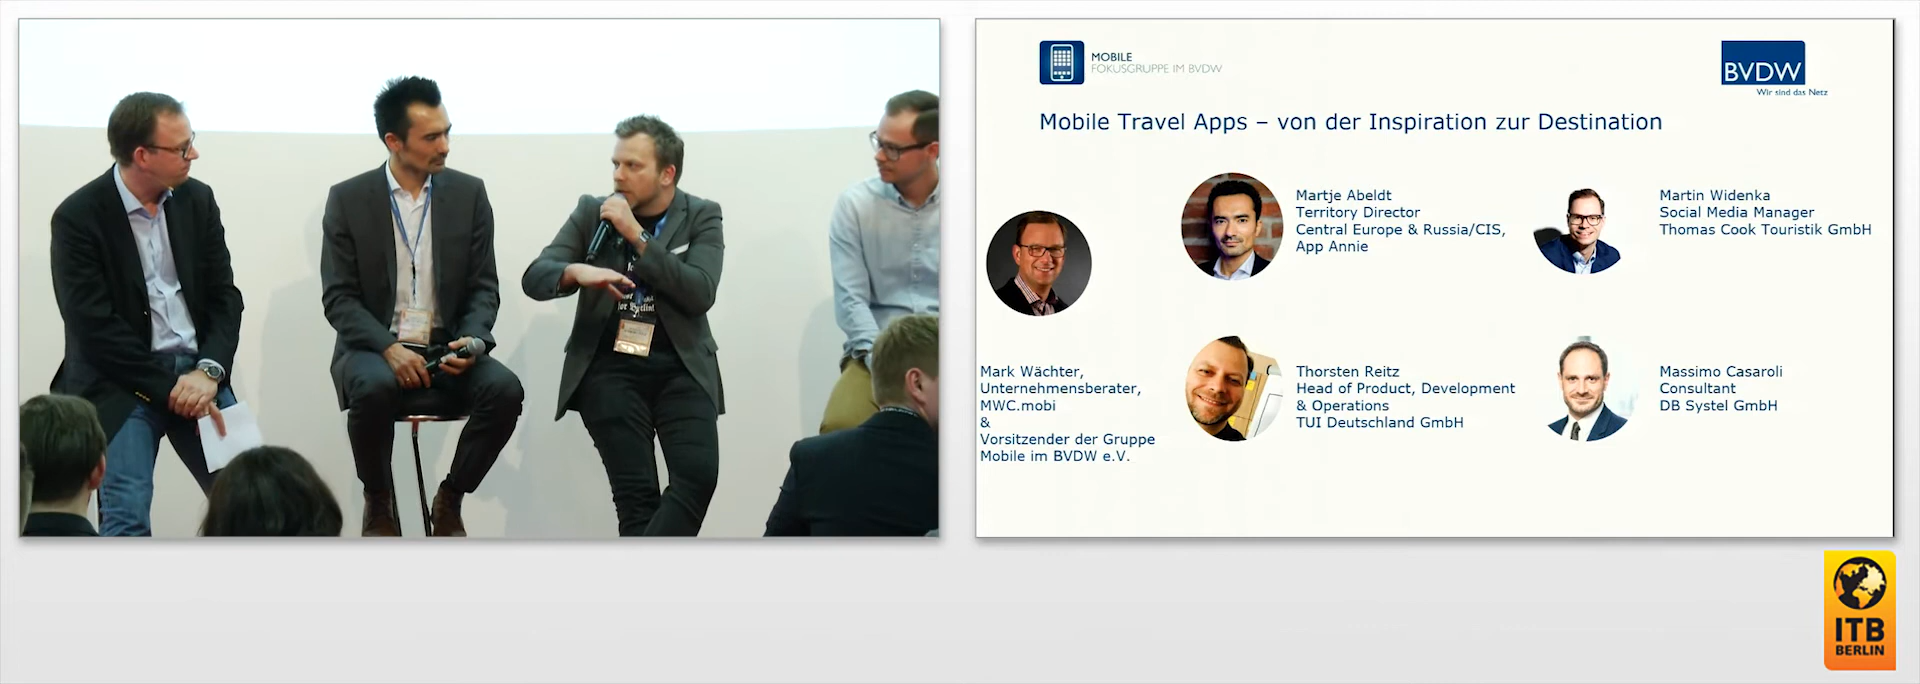 MOBILE
FOKUSGRUPPE IM BVDW
BVDW
Wir sind das Netz
Mobile Travel Apps – von der Inspiration zur Destination
Martje Abeldt
Territory Director
Central Europe & Russia/CIS,
App Annie
Martin Widenka
Social Media Manager
Thomas Cook Touristik GmbH
Mark Wächter,
Unternehmensberater,
MWC.mobi
&
Vorsitzender der Gruppe
Mobile im BVDW e.V.
Thorsten Reitz
Head of Product, Development
& Operations
TUI Deutschland GmbH
Massimo Casaroli
Consultant
DB Systel GmbH
ITB
BERLIN